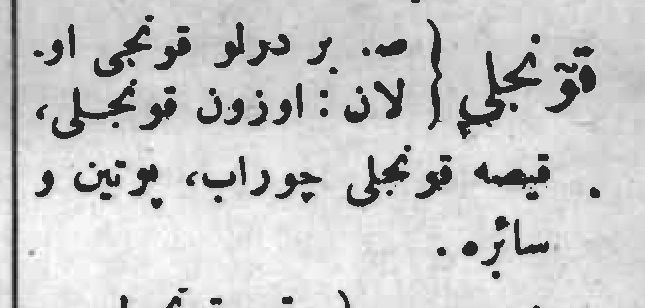 قونجلی { ص. بر درلو قونجی او-
لان : اوزون قونجلی،
قیصه قونجلی چوراب، پوتین و
سائره .